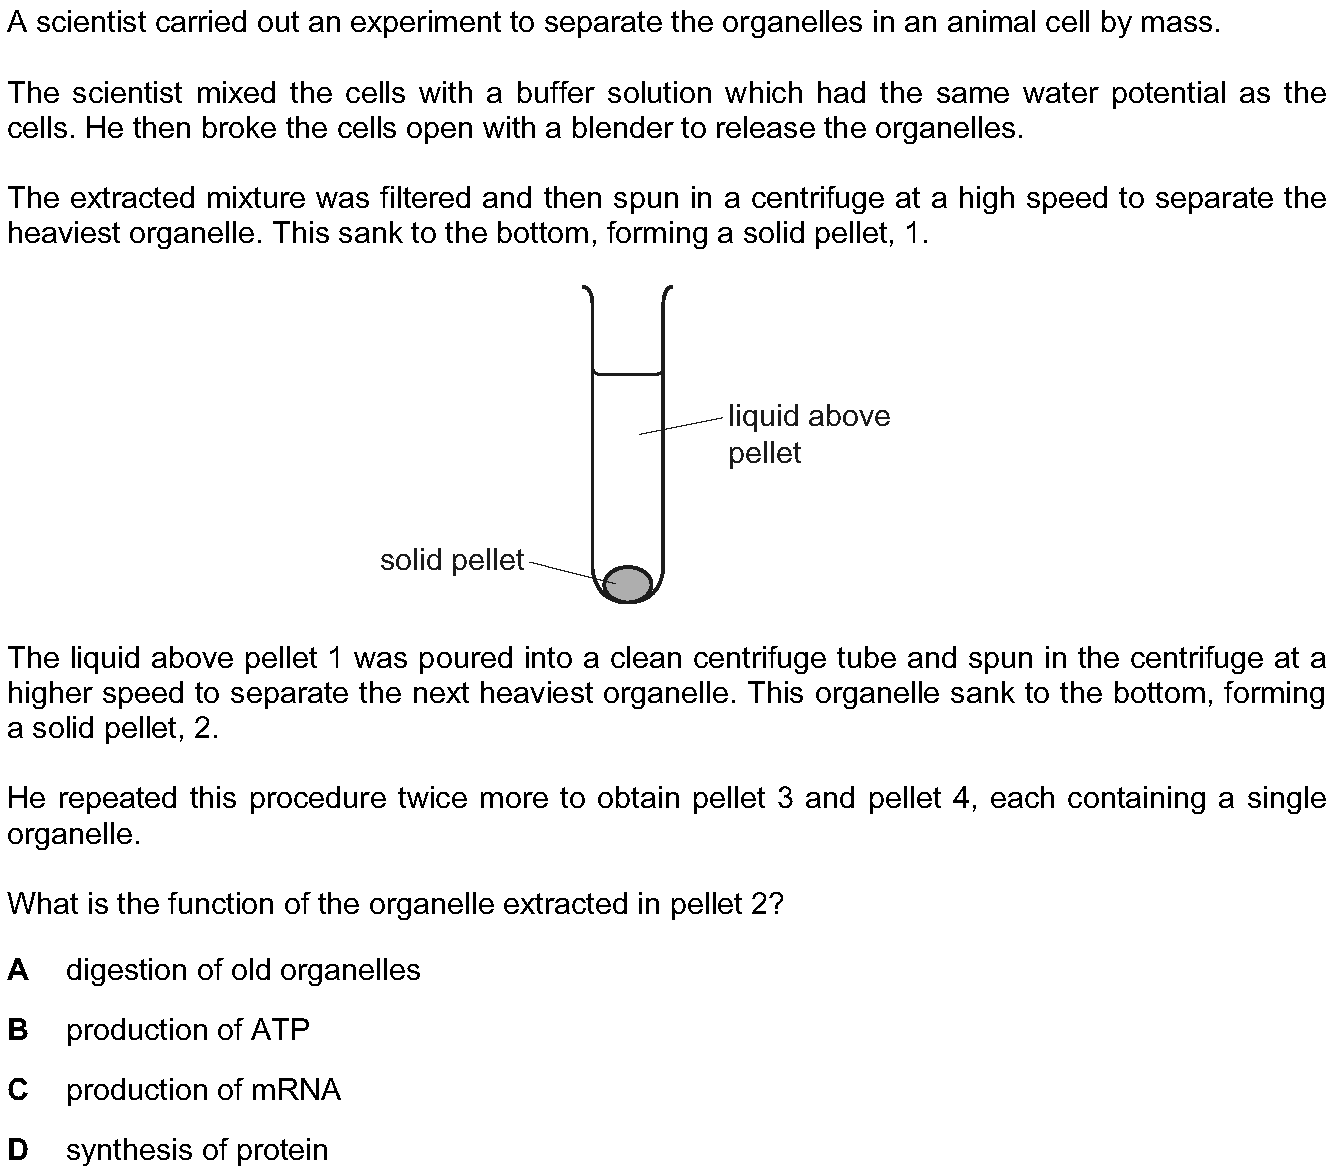 A scientist carried out an experiment to separate the organelles in an animal cell by mass.
The scientist mixed the cells with a buffer solution which had the same water potential as the
cells. He then broke the cells open with a blender to release the organelles.
The extracted mixture was filtered and then spun in a centrifuge at a high speed to separate the
heaviest organelle. This sank to the bottom, forming a solid pellet, 1.
liquid above
pellet
solid pellet
The liquid above pellet 1 was poured into a clean centrifuge tube and spun in the centrifuge at a
higher speed to separate the next heaviest organelle. This organelle sank to the bottom, forming
a solid pellet, 2.
He repeated this procedure twice more to obtain pellet 3 and pellet 4, each containing a single
organelle.
What is the function of the organelle extracted in pellet 2?
A digestion of old organelles
B production of ATP
C production of mRNA
D synthesis of protein